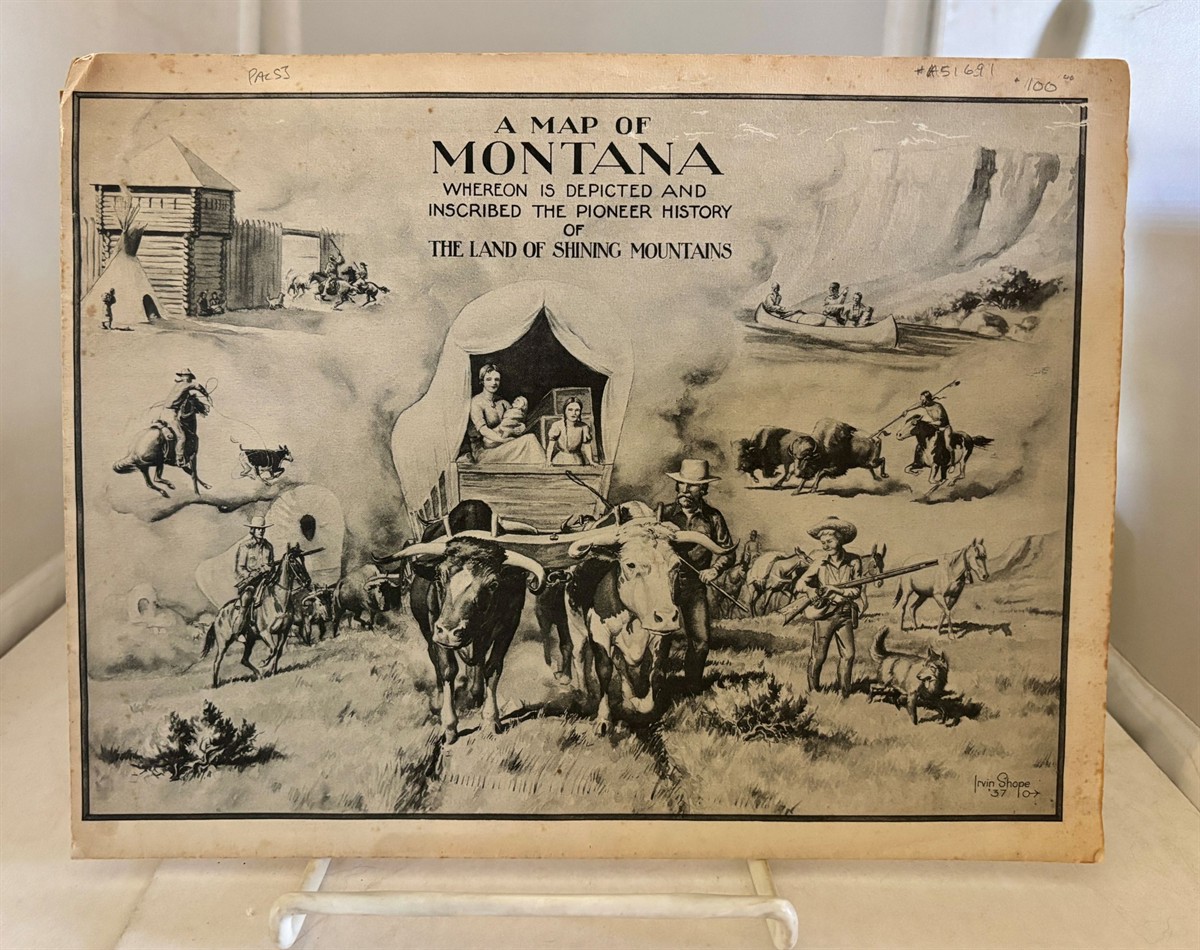 PAC53
#A51691
$100.00
A MAP OF
MONTANA
WHEREON IS DEPICTED AND
INSCRIBED THE PIONEER HISTORY
OF
THE LAND OF SHINING MOUNTAINS
Irvin Shope
'37